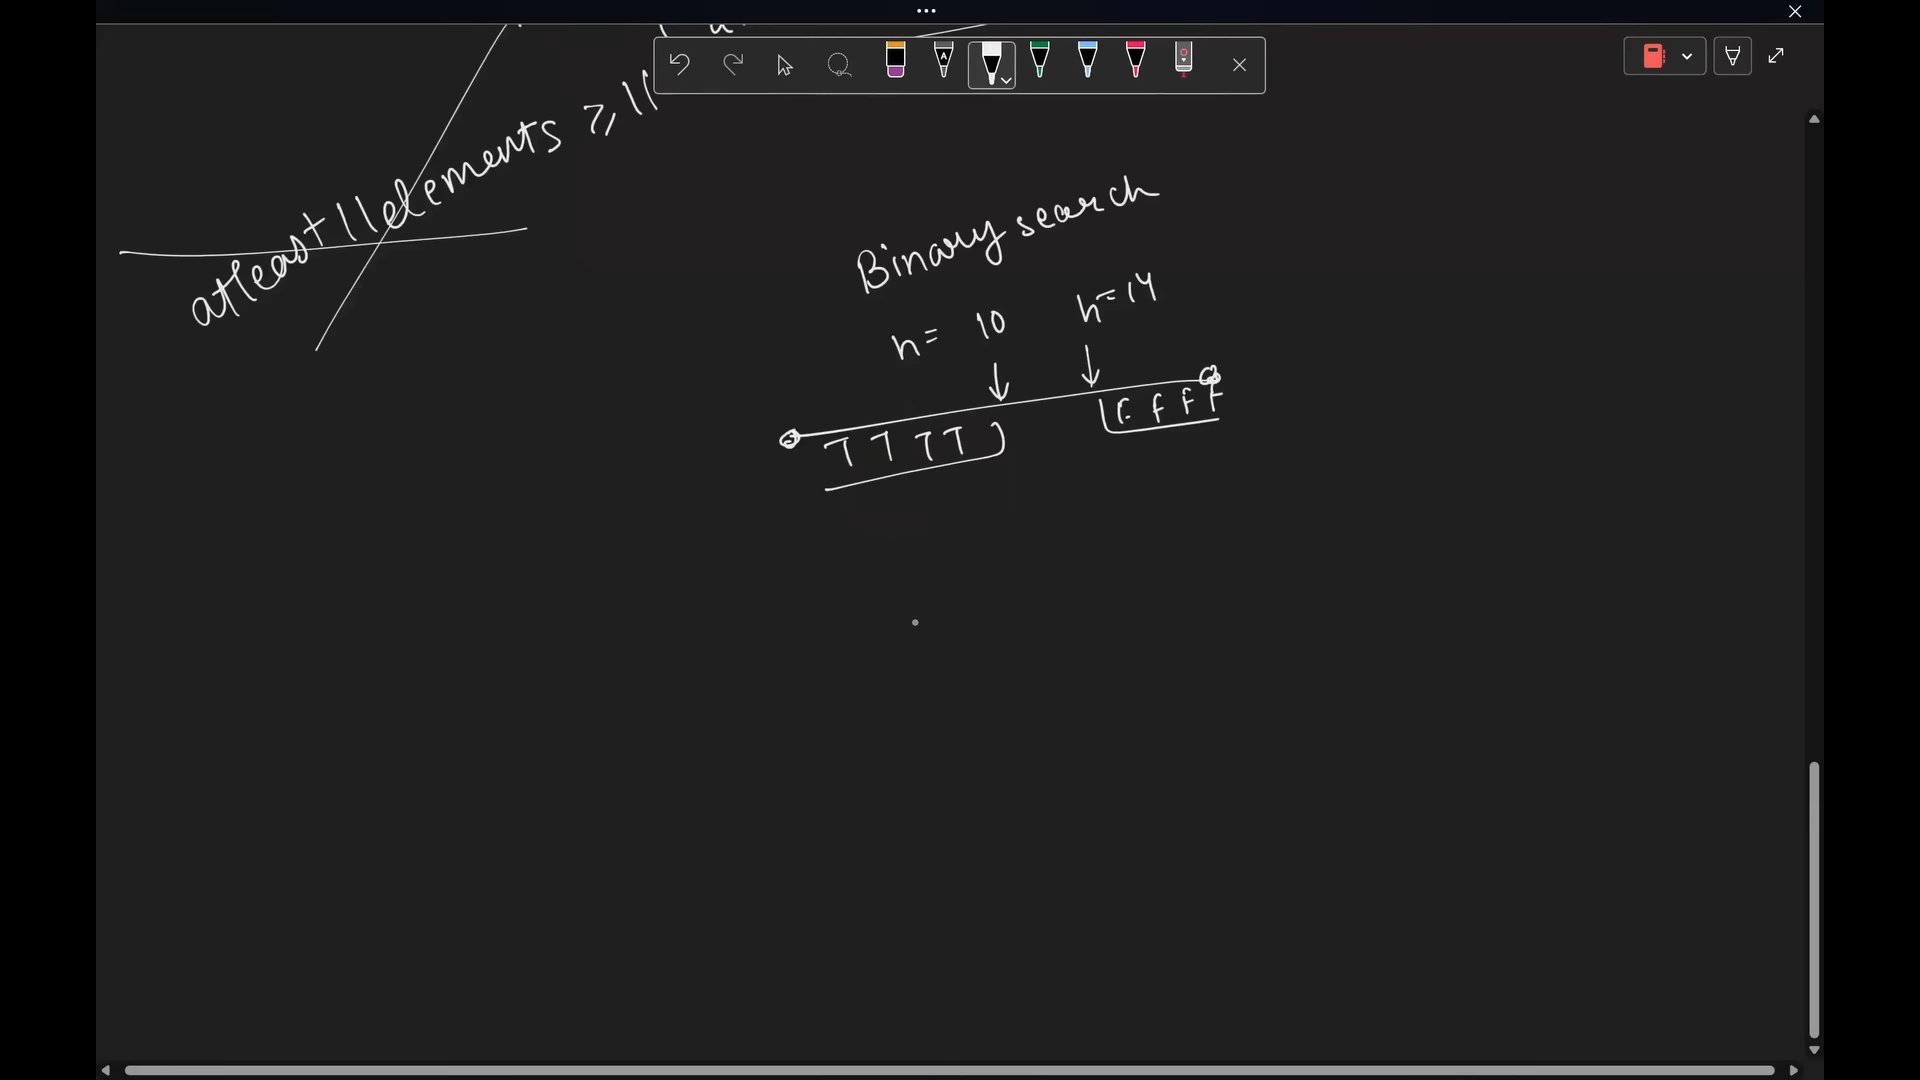 atleast 11 elements ≥ 11
Binary search
h = 10 h = 14
T T T T F F F F